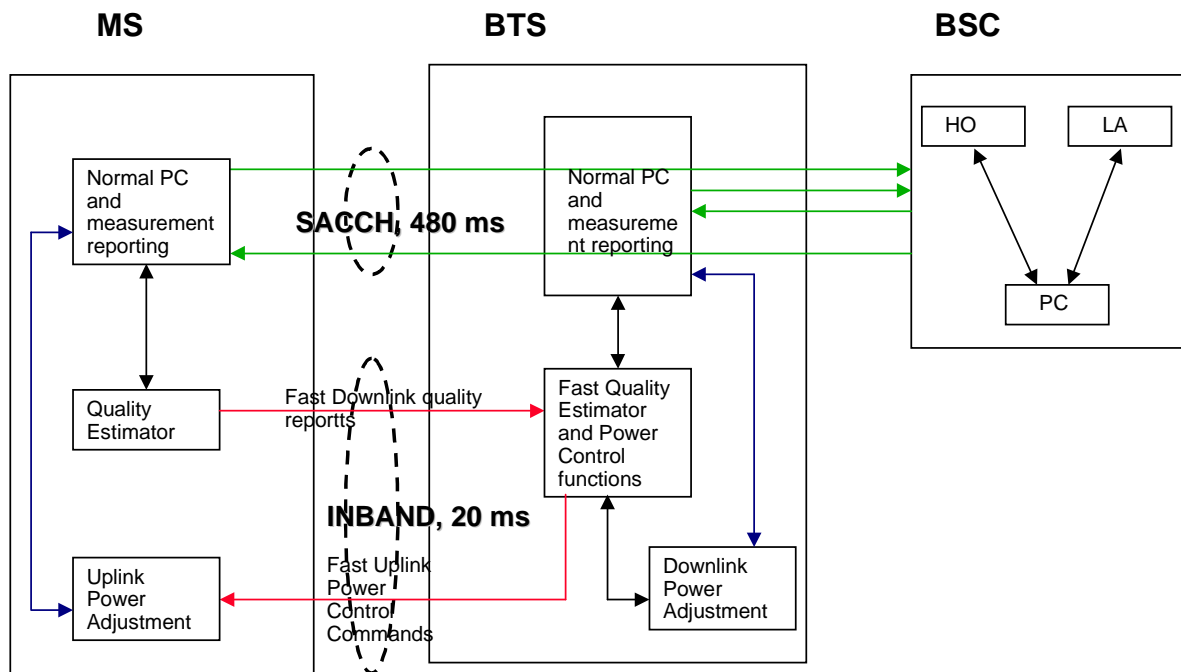 MS
BTS
BSC
HO
LA
PC
Normal PC
and
measurement
reporting
SACCH, 480 ms
Normal PC
and
measureme
nt reporting
Quality
Estimator
Fast Downlink quality
reportts
Fast Quality
Estimator
and Power
Control
functions
INBAND, 20 ms
Uplink
Power
Adjustment
Fast Uplink
Power
Control
Commands
Downlink
Power
Adjustment